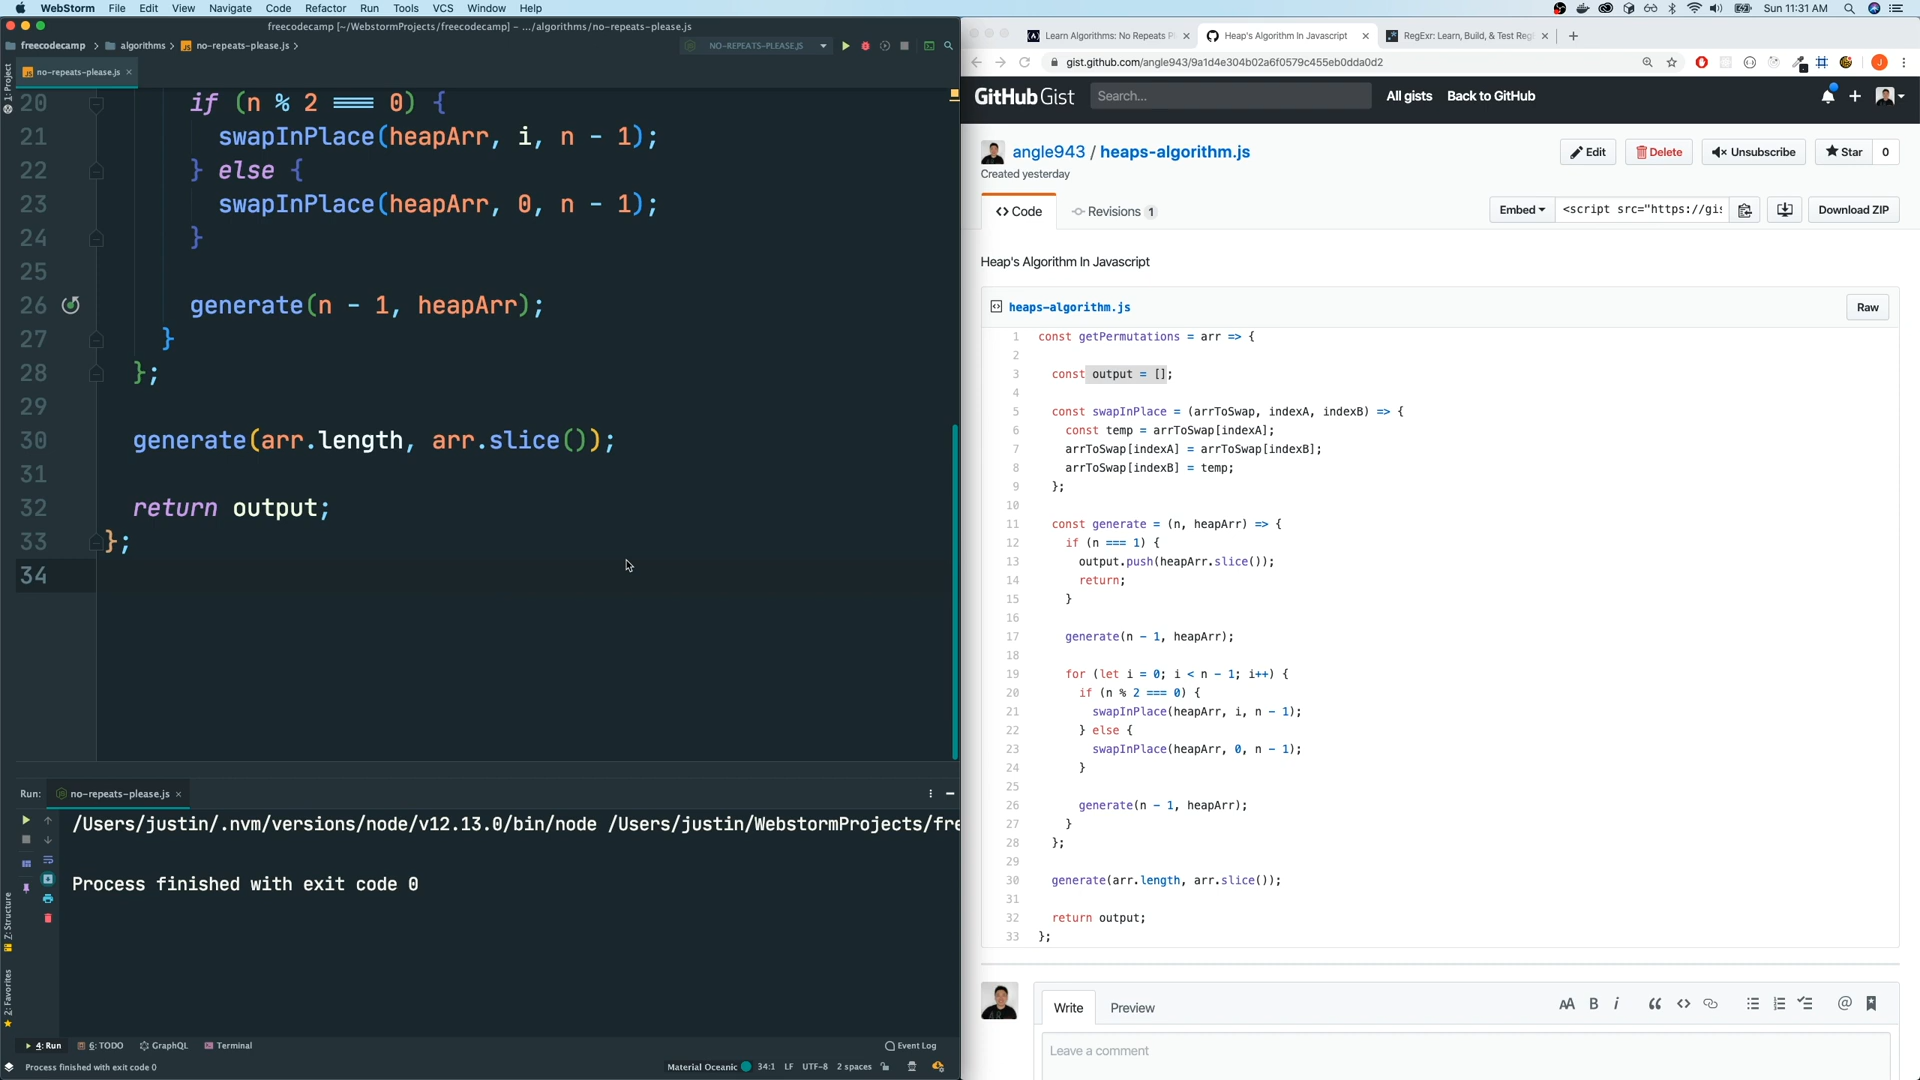 WebStorm File Edit View Navigate Code Refactor Run Tools VCS Window Help
Sun 11:31 AM
freecodecamp [~/WebstormProjects/freecodecamp] – .../algorithms/no-repeats-please.js
freecodecamp algorithms no-repeats-please.js
NO-REPEATS-PLEASE.JS
1: Project
no-repeats-please.js
20 if (n % 2 === 0) {
21 swapInPlace(heapArr, i, n - 1);
22 } else {
23 swapInPlace(heapArr, 0, n - 1);
24 }
25
26 generate(n - 1, heapArr);
27 }
28 };
29
30 generate(arr.length, arr.slice());
31
32 return output;
33 };
34
Run: no-repeats-please.js
/Users/justin/.nvm/versions/node/v12.13.0/bin/node /Users/justin/WebstormProjects/fre
Process finished with exit code 0
7: Structure
2: Favorites
4: Run 6: TODO GraphQL Terminal
Event Log
Process finished with exit code 0
Material Oceanic 34:1 LF UTF-8 2 spaces
Learn Algorithms: No Repeats P
Heap's Algorithm In Javascript
RegExr: Learn, Build, & Test Reg
gist.github.com/angle943/9a1d4e304b02a6f0579c455eb0dda0d2
J
GitHub Gist Search... All gists Back to GitHub
angle943 / heaps-algorithm.js
Edit Delete Unsubscribe Star 0
Created yesterday
Code Revisions 1
Embed <script src="https://gis Download ZIP
Heap's Algorithm In Javascript
heaps-algorithm.js Raw
1 const getPermutations = arr => {
2
3 const output = [];
4
5 const swapInPlace = (arrToSwap, indexA, indexB) => {
6 const temp = arrToSwap[indexA];
7 arrToSwap[indexA] = arrToSwap[indexB];
8 arrToSwap[indexB] = temp;
9 };
10
11 const generate = (n, heapArr) => {
12 if (n === 1) {
13 output.push(heapArr.slice());
14 return;
15 }
16
17 generate(n - 1, heapArr);
18
19 for (let i = 0; i < n - 1; i++) {
20 if (n % 2 === 0) {
21 swapInPlace(heapArr, i, n - 1);
22 } else {
23 swapInPlace(heapArr, 0, n - 1);
24 }
25
26 generate(n - 1, heapArr);
27 }
28 };
29
30 generate(arr.length, arr.slice());
31
32 return output;
33 };
Write Preview
AA B i
Leave a comment